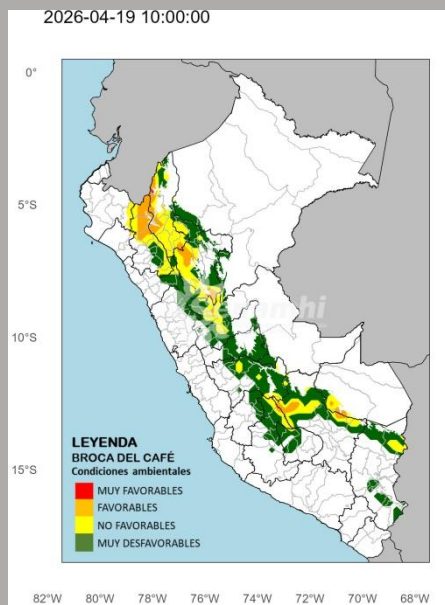 2026-04-19 10:00:00
0°
5°S
10°S
15°S
senamhi
LEYENDA
BROCA DEL CAFÉ
Condiciones ambientales
MUY FAVORABLES
FAVORABLES
NO FAVORABLES
MUY DESFAVORABLES
82°W 80°W 78°W 76°W 74°W 72°W 70°W 68°W